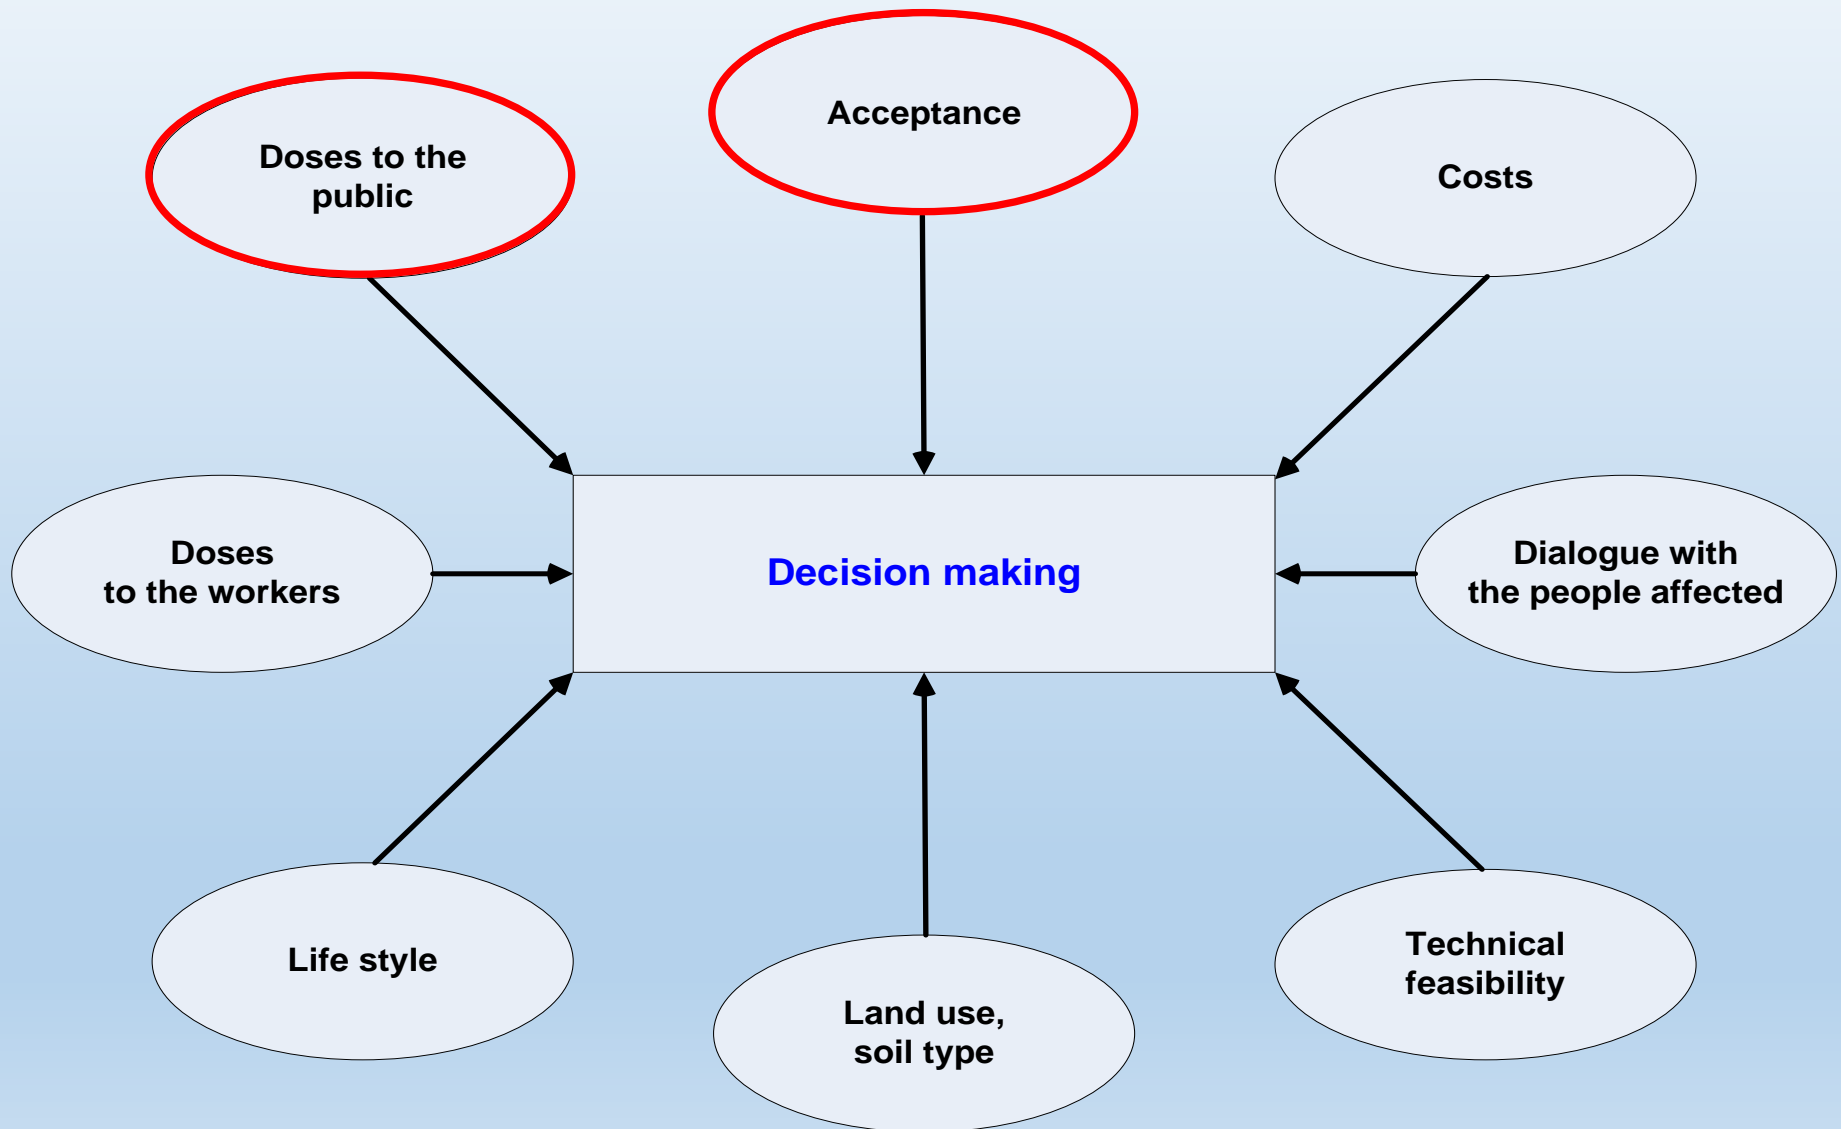 Acceptance
Doses to the
public
Costs
Doses
to the workers
Decision making
Dialogue with
the people affected
Life style
Land use,
soil type
Technical
feasibility